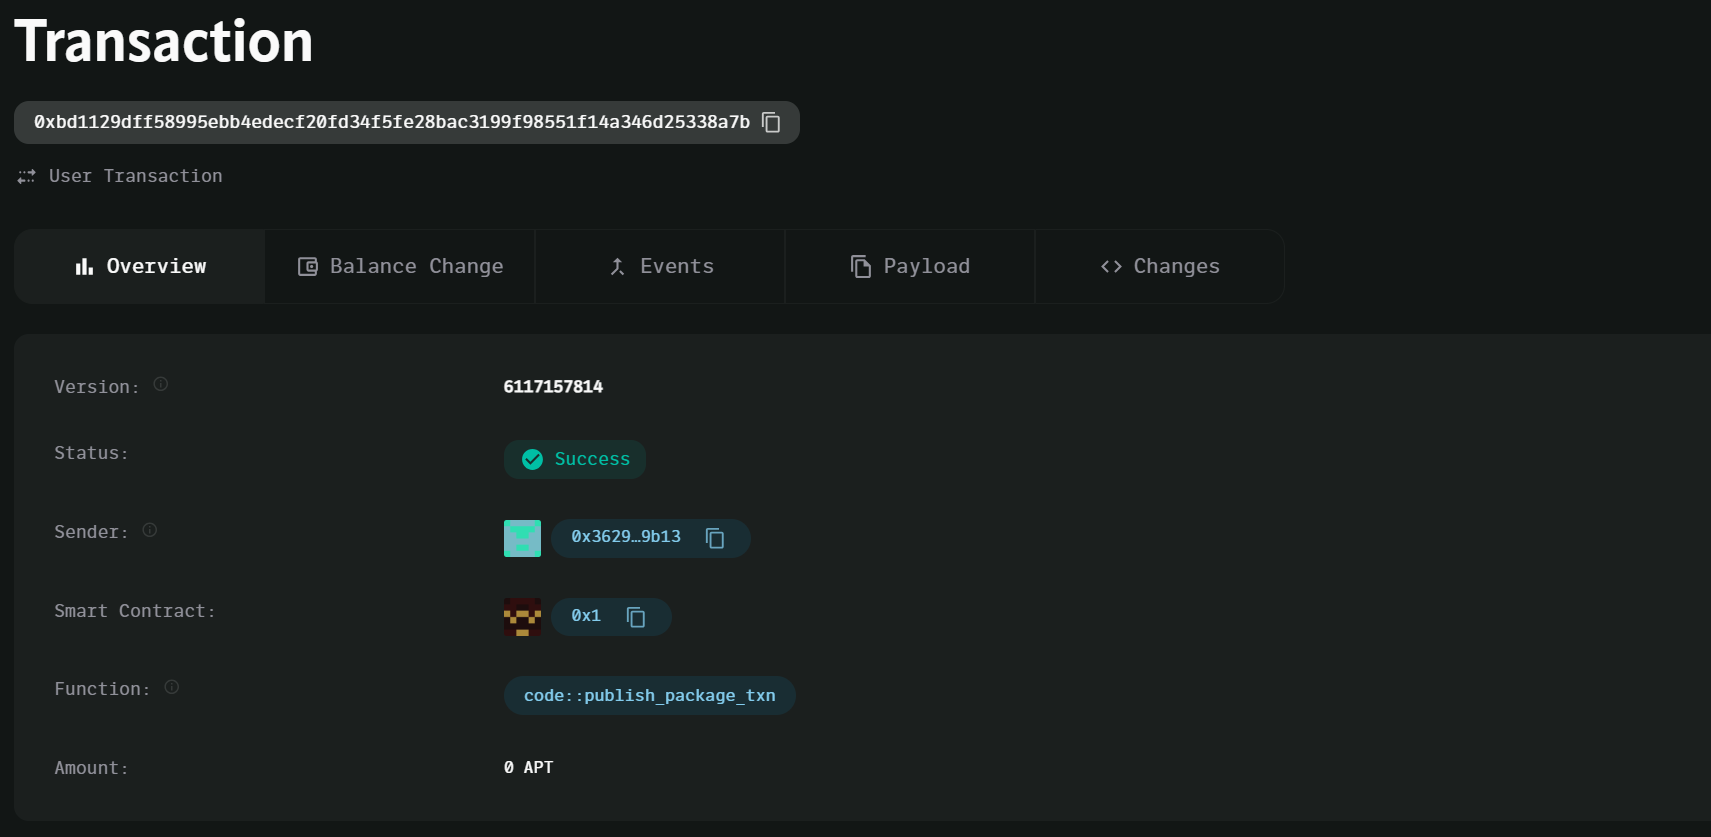 Transaction
0xbd1129dff58995ebb4edecf20fd34f5fe28bac3199f98551f14a346d25338a7b
User Transaction
Overview
Balance Change
Events
Payload
Changes
Version: 6117157814
Status: Success
Sender: 0x3629…9b13
Smart Contract: 0x1
Function: code::publish_package_txn
Amount: 0 APT